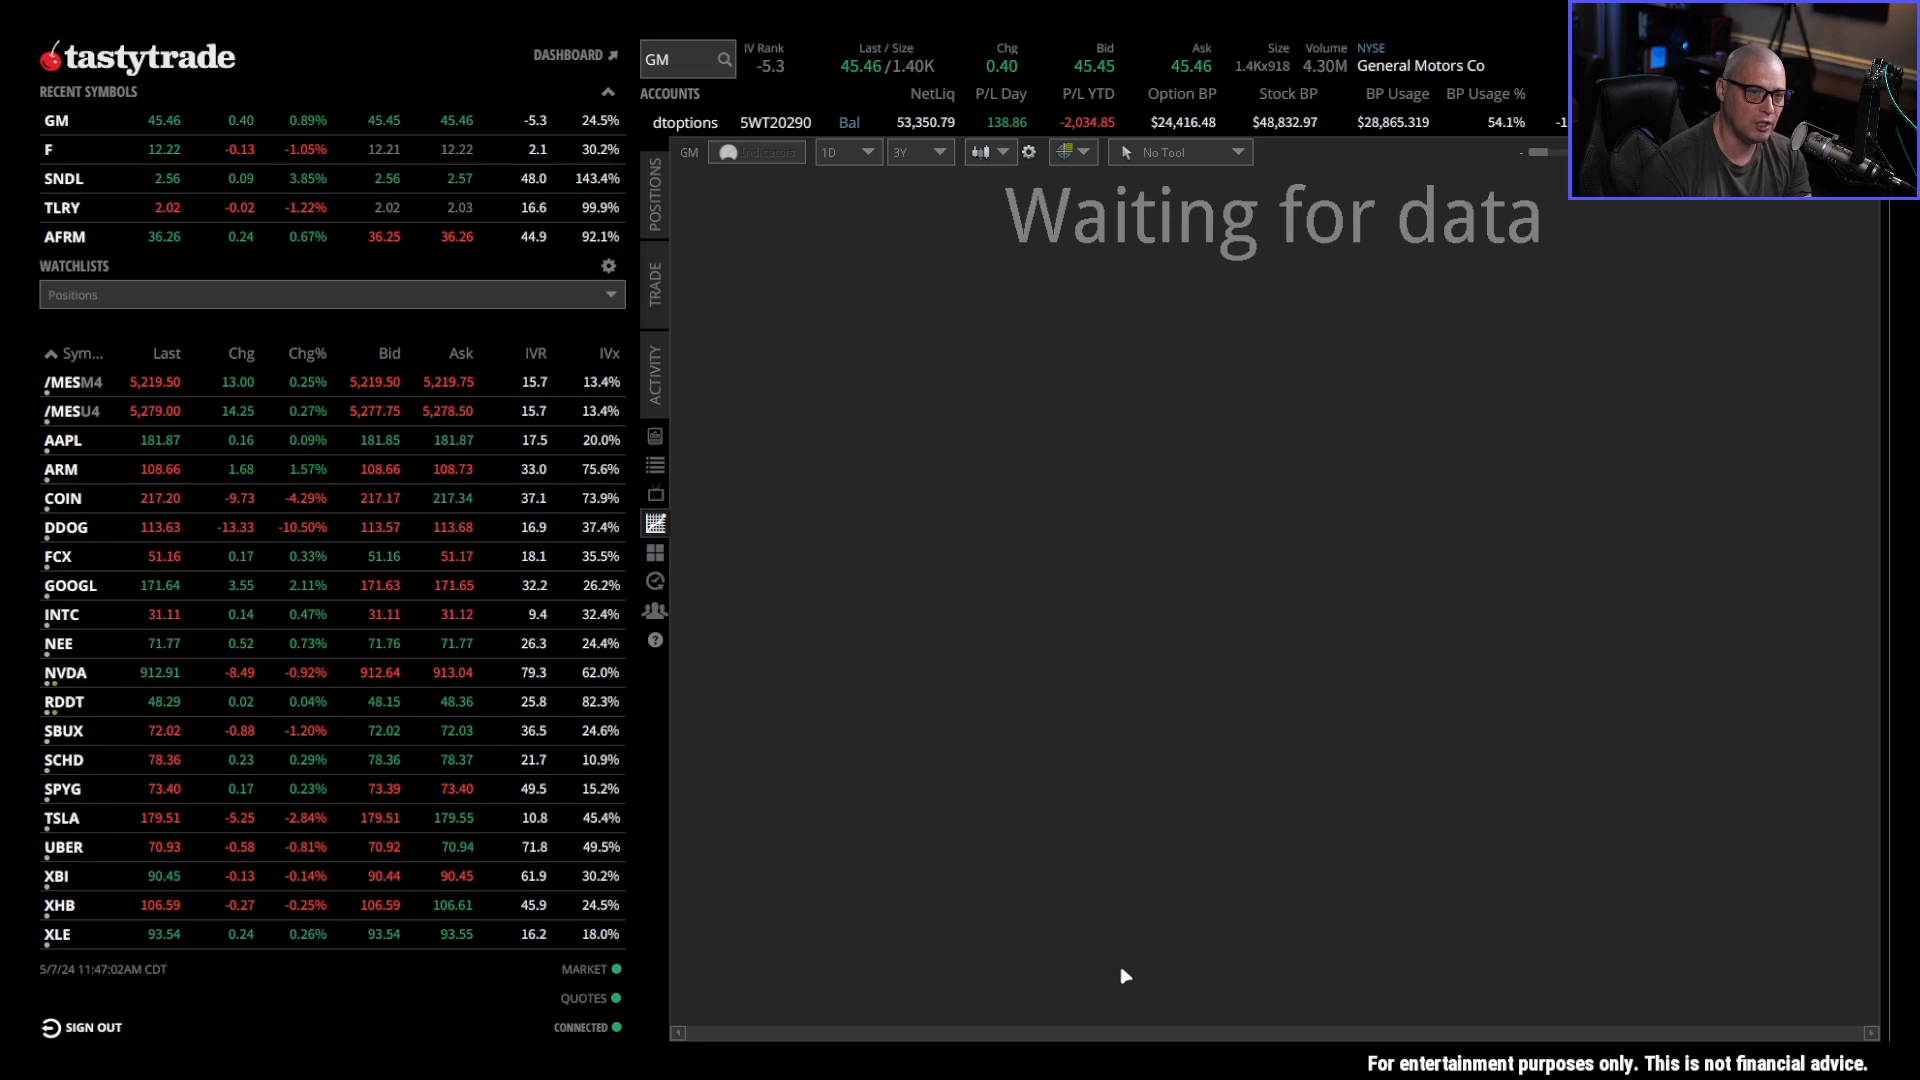 tastytrade
DASHBOARD
RECENT SYMBOLS
GM 45.46 0.40 0.89% 45.45 45.46 -5.3 24.5%
F 12.22 -0.13 -1.05% 12.21 12.22 2.1 30.2%
SNDL 2.56 0.09 3.85% 2.56 2.57 48.0 143.4%
TLRY 2.02 -0.02 -1.22% 2.02 2.03 16.6 99.9%
AFRM 36.26 0.24 0.67% 36.25 36.26 44.9 92.1%
WATCHLISTS
Positions
Sym... Last Chg Chg% Bid Ask IVR IVx
/MESM4 5,219.50 13.00 0.25% 5,219.50 5,219.75 15.7 13.4%
/MESU4 5,279.00 14.25 0.27% 5,277.75 5,278.50 15.7 13.4%
AAPL 181.87 0.16 0.09% 181.85 181.87 17.5 20.0%
ARM 108.66 1.68 1.57% 108.66 108.73 33.0 75.6%
COIN 217.20 -9.73 -4.29% 217.17 217.34 37.1 73.9%
DDOG 113.63 -13.33 -10.50% 113.57 113.68 16.9 37.4%
FCX 51.16 0.17 0.33% 51.16 51.17 18.1 35.5%
GOOGL 171.64 3.55 2.11% 171.63 171.65 32.2 26.2%
INTC 31.11 0.14 0.47% 31.11 31.12 9.4 32.4%
NEE 71.77 0.52 0.73% 71.76 71.77 26.3 24.4%
NVDA 912.91 -8.49 -0.92% 912.64 913.04 79.3 62.0%
RDDT 48.29 0.02 0.04% 48.15 48.36 25.8 82.3%
SBUX 72.02 -0.88 -1.20% 72.02 72.03 36.5 24.6%
SCHD 78.36 0.23 0.29% 78.36 78.37 21.7 10.9%
SPYG 73.40 0.17 0.23% 73.39 73.40 49.5 15.2%
TSLA 179.51 -5.25 -2.84% 179.51 179.55 10.8 45.4%
UBER 70.93 -0.58 -0.81% 70.92 70.94 71.8 49.5%
XBI 90.45 -0.13 -0.14% 90.44 90.45 61.9 30.2%
XHB 106.59 -0.27 -0.25% 106.59 106.61 45.9 24.5%
XLE 93.54 0.24 0.26% 93.54 93.55 16.2 18.0%
5/7/24 11:47:02AM CDT
MARKET
QUOTES
SIGN OUT
CONNECTED
GM
IV Rank Last / Size Chg Bid Ask Size Volume NYSE
-5.3 45.46 /1.40K 0.40 45.45 45.46 1.4Kx918 4.30M General Motors Co
ACCOUNTS NetLiq P/L Day P/L YTD Option BP Stock BP BP Usage BP Usage %
dtoptions 5WT20290 Bal 53,350.79 138.86 -2,034.85 $24,416.48 $48,832.97 $28,865.319 54.1% -1
GM Indicators 1D 3Y No Tool -
POSITIONS
TRADE
ACTIVITY
Waiting for data
For entertainment purposes only. This is not financial advice.